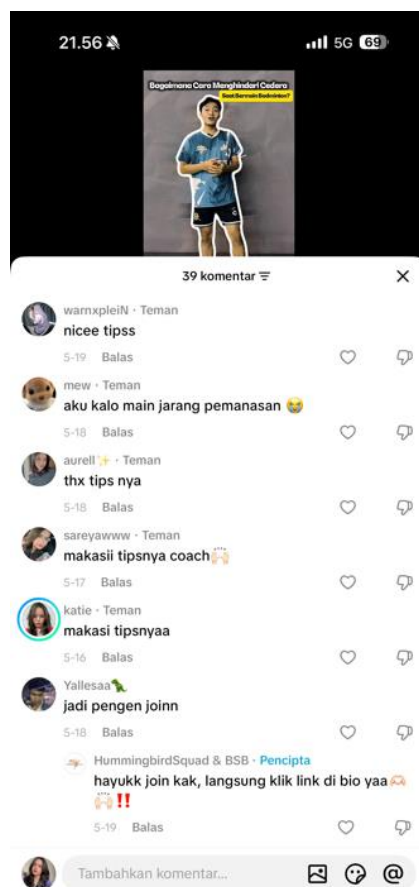 21.56
5G 69
Bagaimana Cara Menghindari Cedera
Saat Bermain Badminton?
39 komentar
warnxpleiN · Teman
nicee tipss
5-19 Balas
mew · Teman
aku kalo main jarang pemanasan 😭
5-18 Balas
aurell✨ · Teman
thx tips nya
5-18 Balas
sareyawww · Teman
makasii tipsnya coach🙌🏻
5-17 Balas
katie · Teman
makasi tipsnyaa
5-16 Balas
Yallesaa🦖
jadi pengen joinn
5-18 Balas
HummingbirdSquad & BSB · Pencipta
hayukk join kak, langsung klik link di bio yaa🫶🏻
🙌🏻‼️
5-19 Balas
Tambahkan komentar...